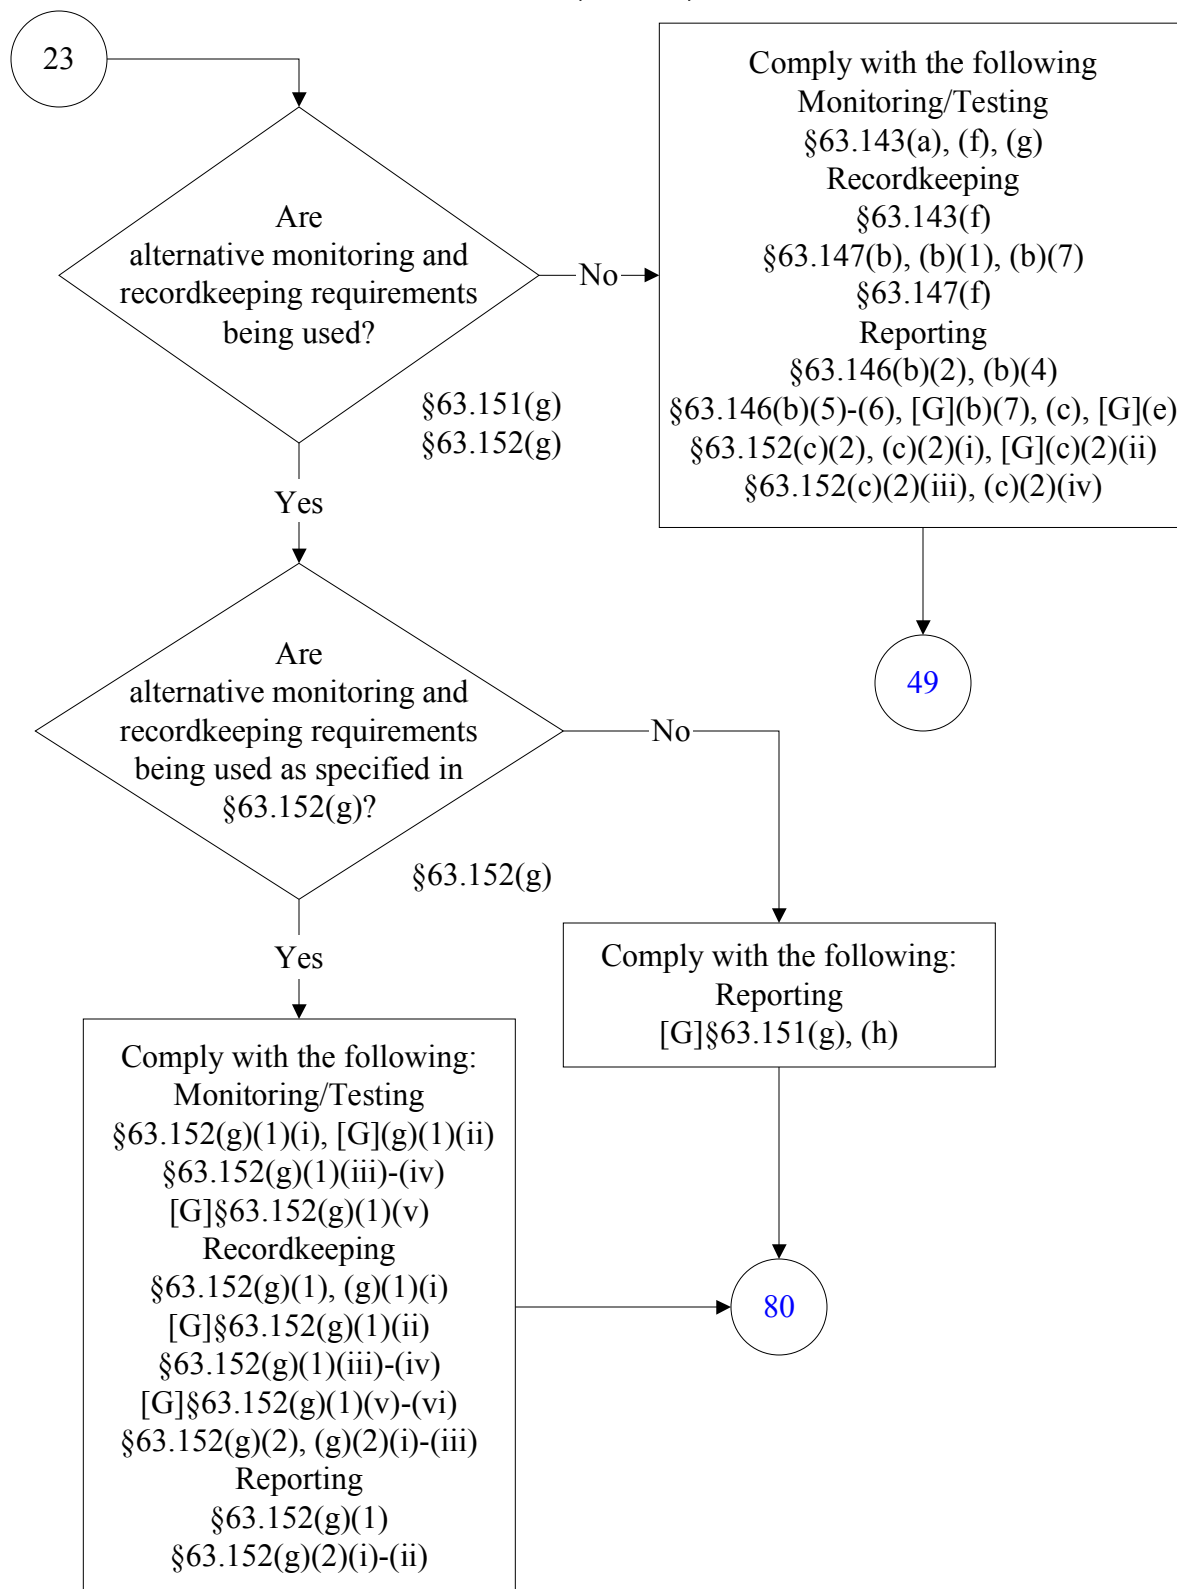 23
Are
alternative monitoring and
recordkeeping requirements
being used?
No
§63.151(g)
§63.152(g)
Yes
Comply with the following
Monitoring/Testing
§63.143(a), (f), (g)
Recordkeeping
§63.143(f)
§63.147(b), (b)(1), (b)(7)
§63.147(f)
Reporting
§63.146(b)(2), (b)(4)
§63.146(b)(5)-(6), [G](b)(7), (c), [G](e)
§63.152(c)(2), (c)(2)(i), [G](c)(2)(ii)
§63.152(c)(2)(iii), (c)(2)(iv)
49
Are
alternative monitoring and
recordkeeping requirements
being used as specified in
§63.152(g)?
No
§63.152(g)
Yes
Comply with the following:
Reporting
[G]§63.151(g), (h)
Comply with the following:
Monitoring/Testing
§63.152(g)(1)(i), [G](g)(1)(ii)
§63.152(g)(1)(iii)-(iv)
[G]§63.152(g)(1)(v)
Recordkeeping
§63.152(g)(1), (g)(1)(i)
[G]§63.152(g)(1)(ii)
§63.152(g)(1)(iii)-(iv)
[G]§63.152(g)(1)(v)-(vi)
§63.152(g)(2), (g)(2)(i)-(iii)
Reporting
§63.152(g)(1)
§63.152(g)(2)(i)-(ii)
80